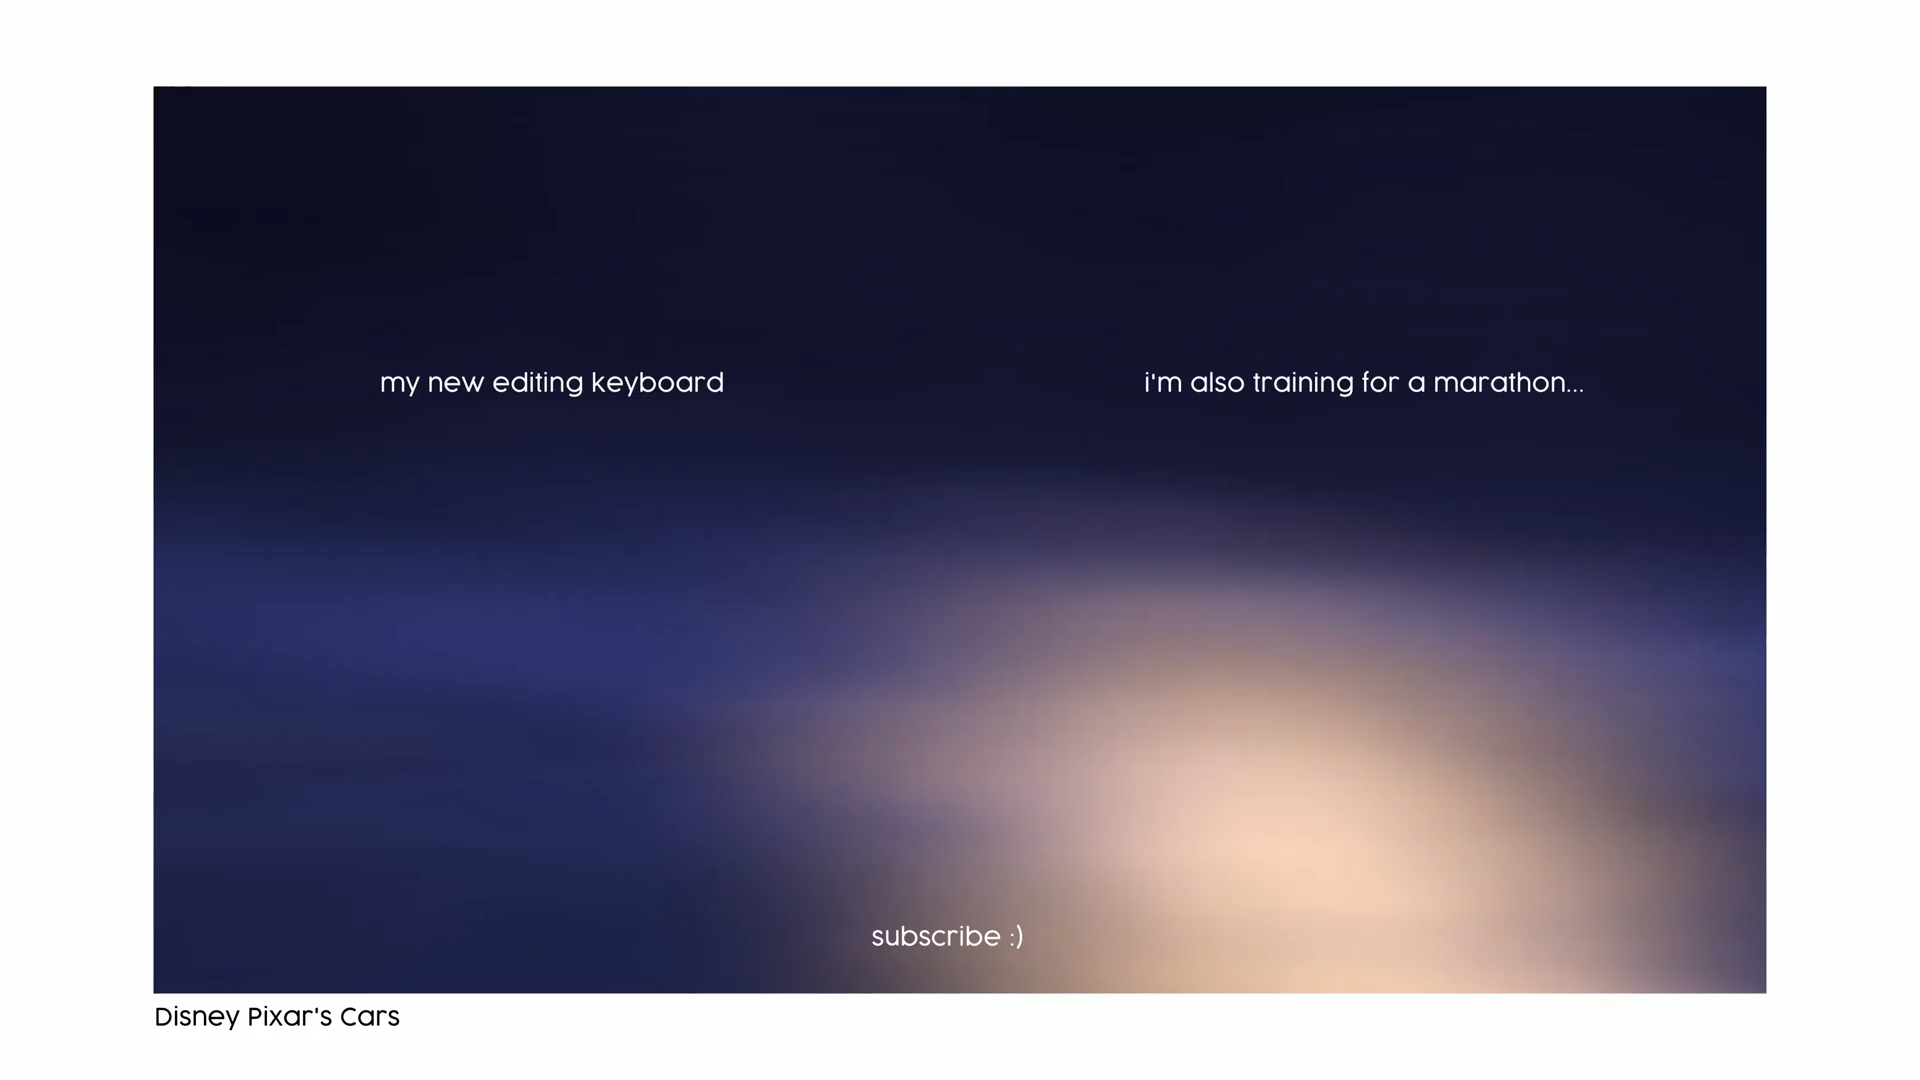 my new editing keyboard
i'm also training for a marathon...
subscribe :)
Disney Pixar's Cars